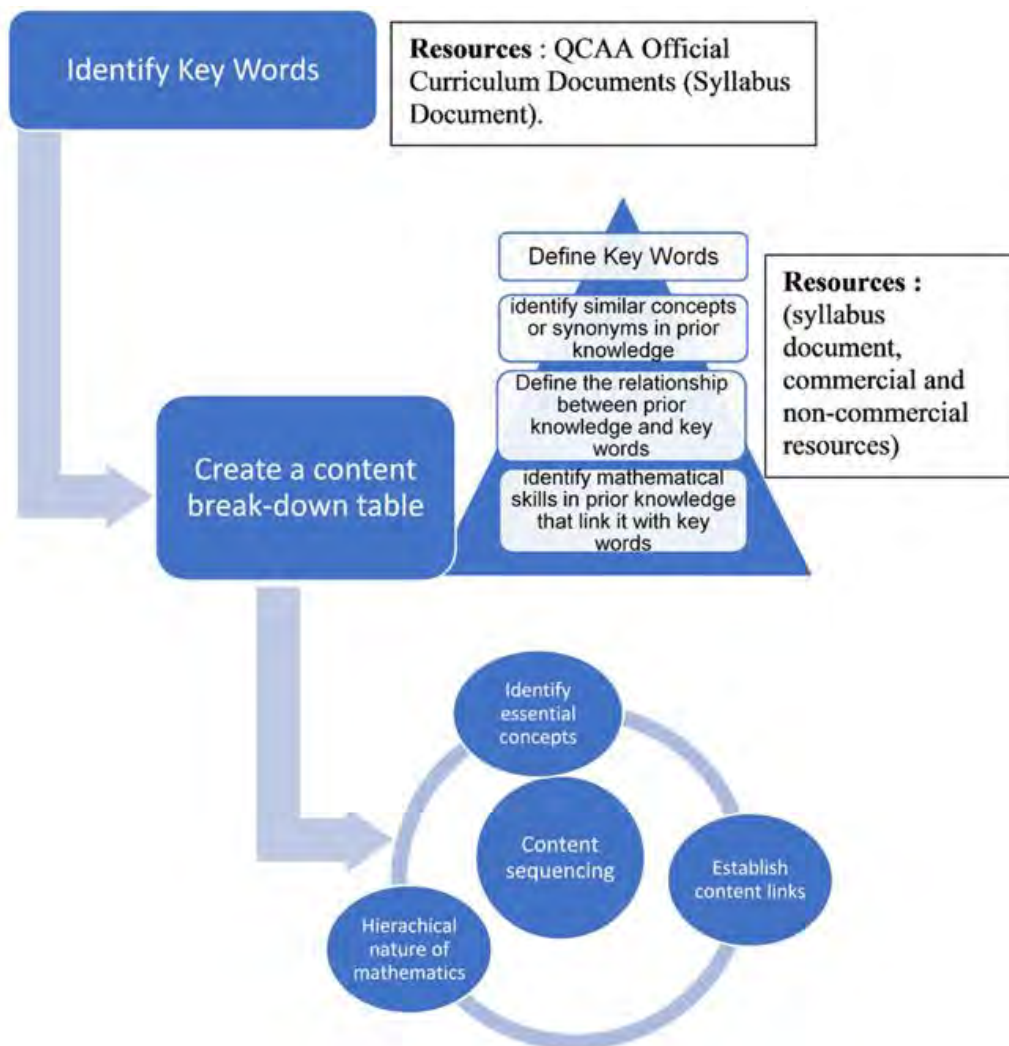 Identify Key Words
Resources : QCAA Official
Curriculum Documents (Syllabus
Document).
Define Key Words
identify similar concepts
or synonyms in prior
knowledge
Define the relationship
between prior
knowledge and key
words
identify mathematical
skills in prior knowledge
that link it with key
words
Resources :
(syllabus
document,
commercial and
non-commercial
resources)
Create a content
break-down table
Identify
essential
concepts
Content
sequencing
Establish
content links
Hierachical
nature of
mathematics